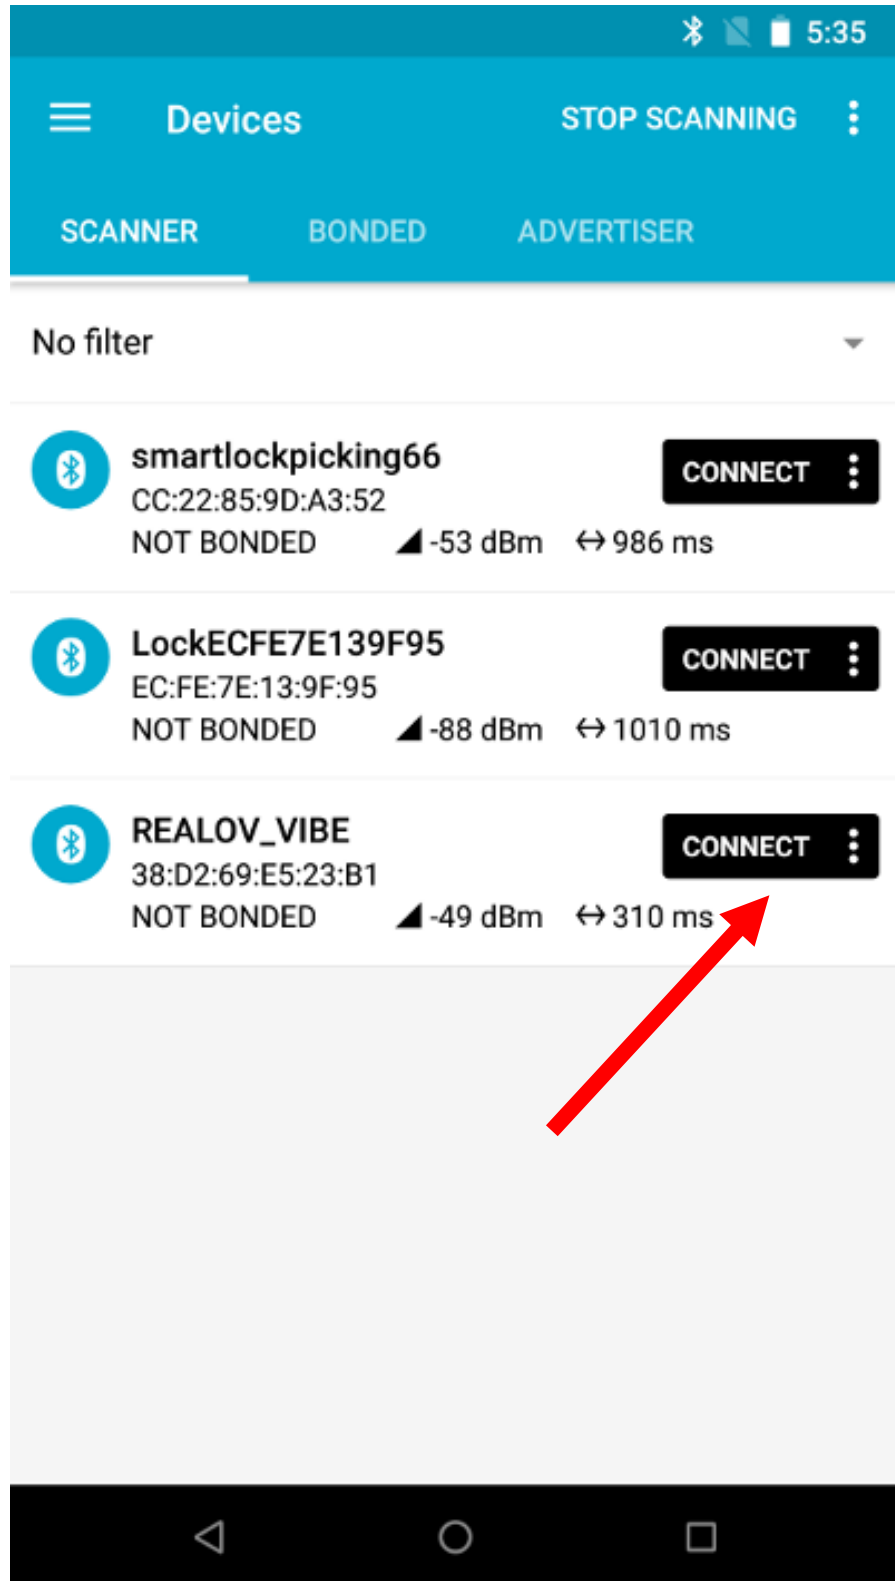 5:35
Devices STOP SCANNING
SCANNER BONDED ADVERTISER
No filter
smartlockpicking66 CONNECT
CC:22:85:9D:A3:52
NOT BONDED -53 dBm 986 ms
LockECFE7E139F95 CONNECT
EC:FE:7E:13:9F:95
NOT BONDED -88 dBm 1010 ms
REALOV_VIBE CONNECT
38:D2:69:E5:23:B1
NOT BONDED -49 dBm 310 ms